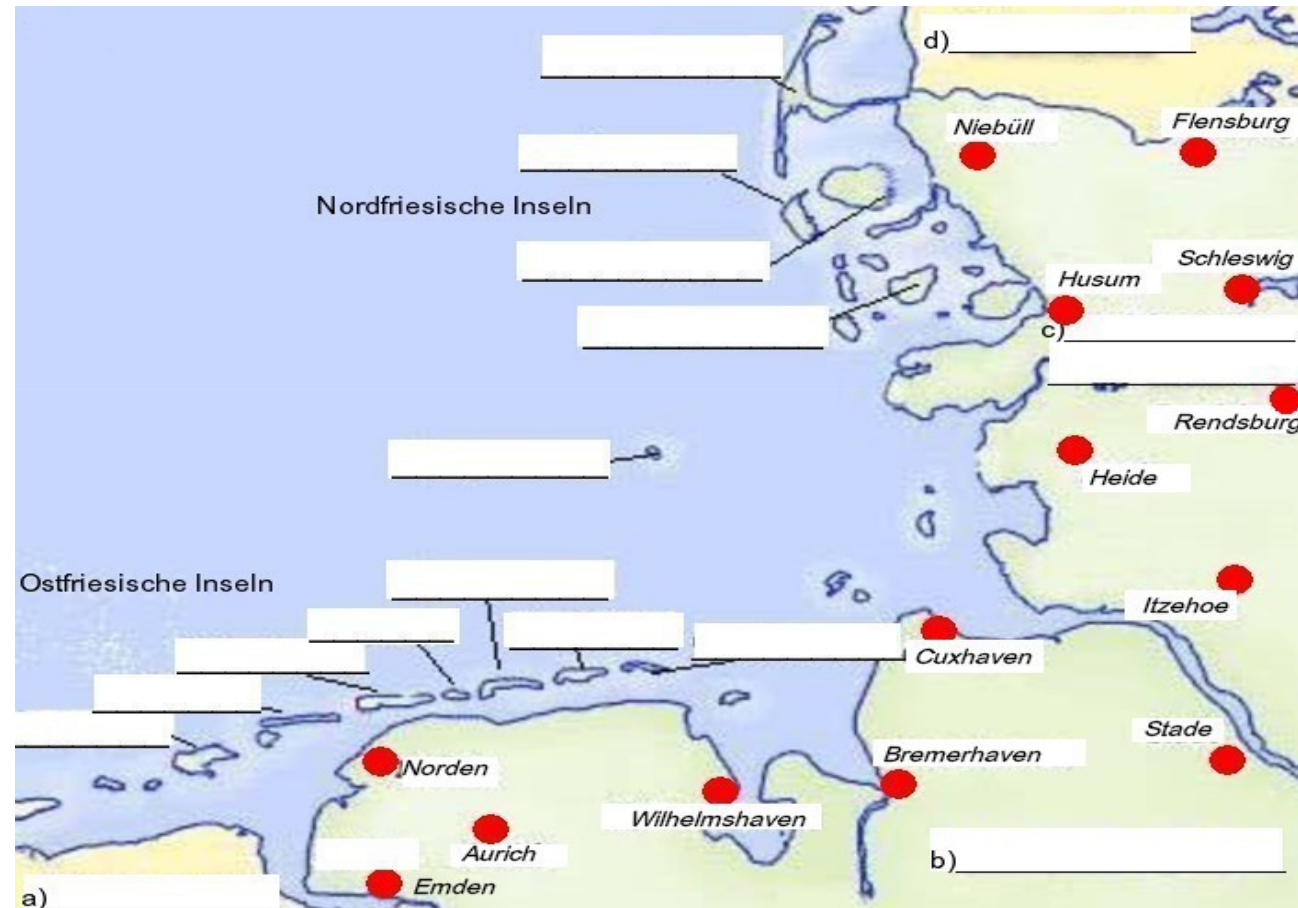 d)
Niebüll
Flensburg
Nordfriesische Inseln
Schleswig
Husum
c)
Rendsburg
Heide
Ostfriesische Inseln
Itzehoe
Cuxhaven
Stade
Bremerhaven
Norden
Wilhelmshaven
Aurich
b)
Emden
a)